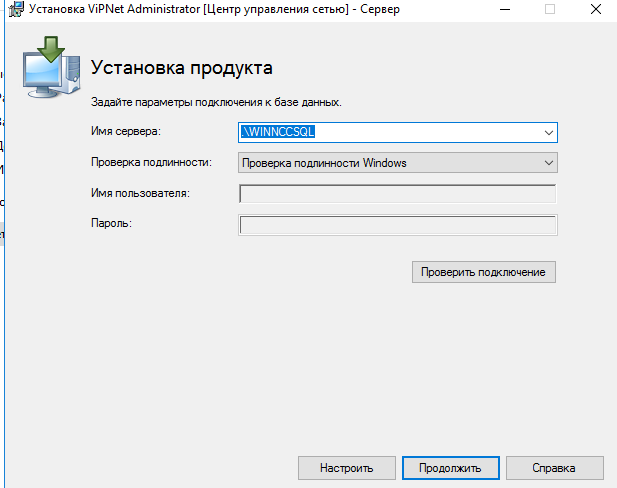 Установка ViPNet Administrator [Центр управления сетью] - Сервер
Установка продукта
Задайте параметры подключения к базе данных.
Имя сервера:
.\WINNCCSQL
Проверка подлинности:
Проверка подлинности Windows
Имя пользователя:
Пароль:
Проверить подключение
Настроить
Продолжить
Справка